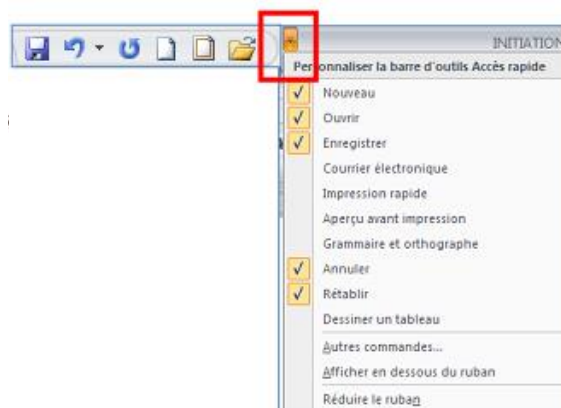 INITIATION
Personnaliser la barre d'outils Accès rapide
Nouveau
Ouvrir
Enregistrer
Courrier électronique
Impression rapide
Aperçu avant impression
Grammaire et orthographe
Annuler
Rétablir
Dessiner un tableau
Autres commandes...
Afficher en dessous du ruban
Réduire le ruban